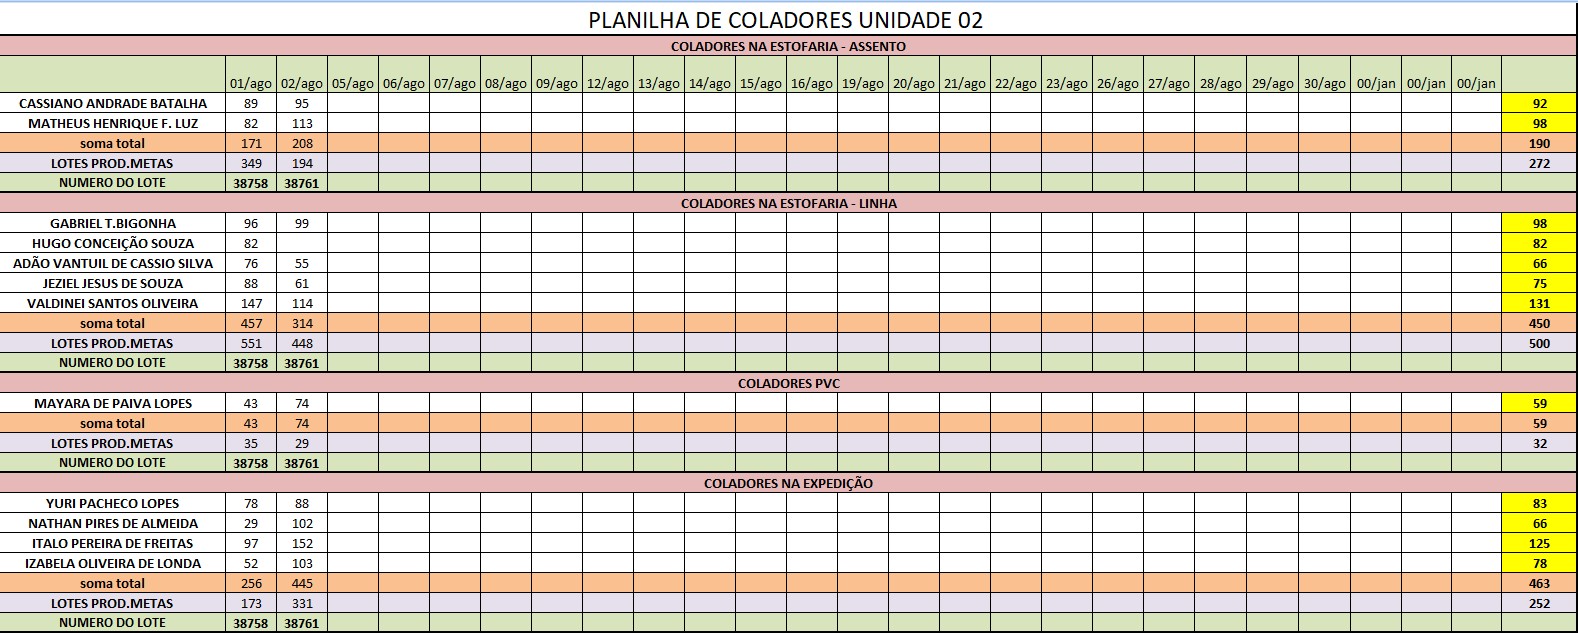 PLANILHA DE COLADORES UNIDADE 02
COLADORES NA ESTOFARIA - ASSENTO
01/ago 02/ago 05/ago 06/ago 07/ago 08/ago 09/ago 12/ago 13/ago 14/ago 15/ago 16/ago 19/ago 20/ago 21/ago 22/ago 23/ago 26/ago 27/ago 28/ago 29/ago 30/ago 00/jan 00/jan 00/jan
CASSIANO ANDRADE BATALHA 89 95 92
MATHEUS HENRIQUE F. LUZ 82 113 98
soma total 171 208 190
LOTES PROD.METAS 349 194 272
NUMERO DO LOTE 38758 38761
COLADORES NA ESTOFARIA - LINHA
GABRIEL T.BIGONHA 96 99 98
HUGO CONCEIÇÃO SOUZA 82 82
ADÃO VANTUIL DE CASSIO SILVA 76 55 66
JEZIEL JESUS DE SOUZA 88 61 75
VALDINEI SANTOS OLIVEIRA 147 114 131
soma total 457 314 450
LOTES PROD.METAS 551 448 500
NUMERO DO LOTE 38758 38761
COLADORES PVC
MAYARA DE PAIVA LOPES 43 74 59
soma total 43 74 59
LOTES PROD.METAS 35 29 32
NUMERO DO LOTE 38758 38761
COLADORES NA EXPEDIÇÃO
YURI PACHECO LOPES 78 88 83
NATHAN PIRES DE ALMEIDA 29 102 66
ITALO PEREIRA DE FREITAS 97 152 125
IZABELA OLIVEIRA DE LONDA 52 103 78
soma total 256 445 463
LOTES PROD.METAS 173 331 252
NUMERO DO LOTE 38758 38761